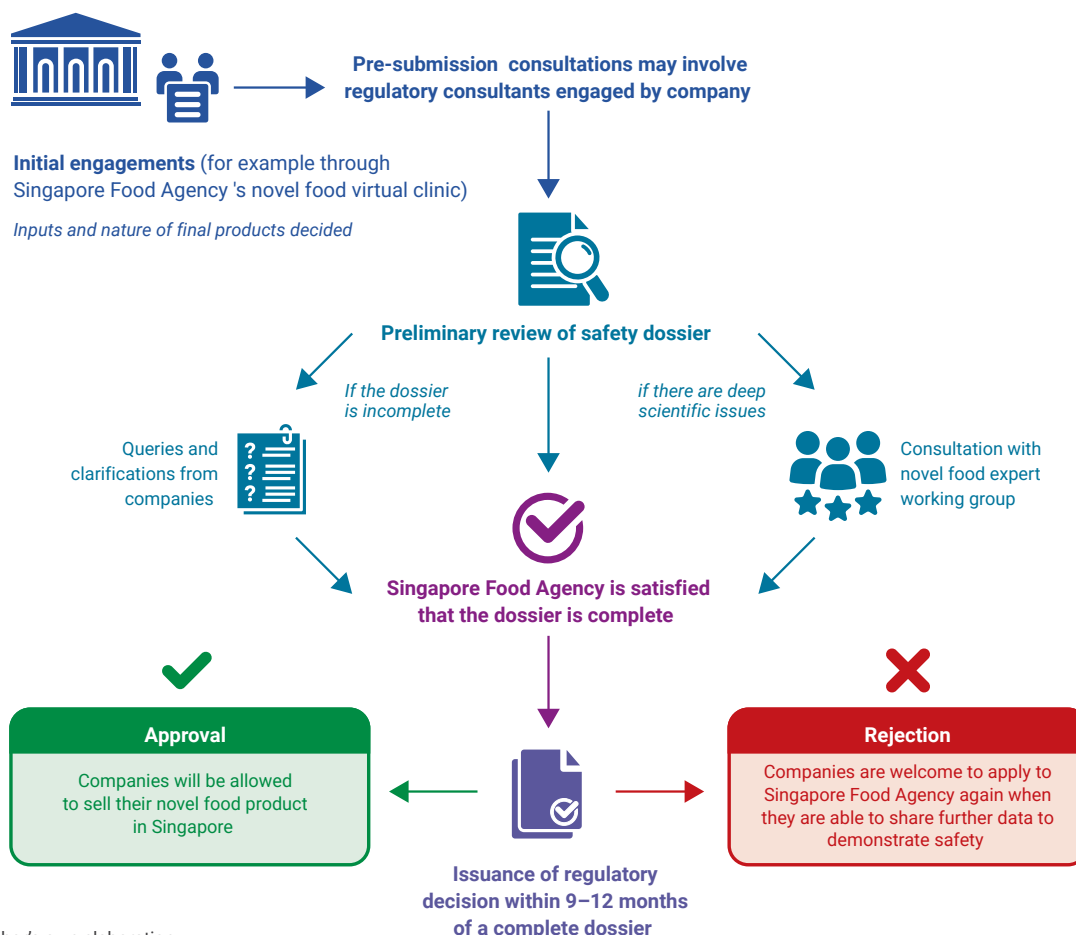 Pre-submission consultations may involve
regulatory consultants engaged by company
Initial engagements (for example through
Singapore Food Agency 's novel food virtual clinic)
Inputs and nature of final products decided
Preliminary review of safety dossier
If the dossier
is incomplete
if there are deep
scientific issues
Queries and
clarifications from
companies
? 
? 
?
Consultation with
novel food expert
working group
Singapore Food Agency is satisfied
that the dossier is complete
Approval
Companies will be allowed
to sell their novel food product
in Singapore
Rejection
Companies are welcome to apply to
Singapore Food Agency again when
they are able to share further data to
demonstrate safety
Issuance of regulatory
decision within 9–12 months
of a complete dossier